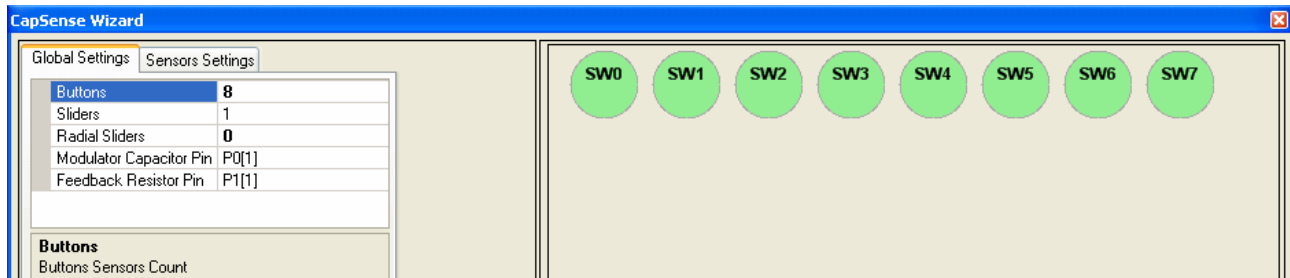 CapSense Wizard
Global Settings Sensors Settings
Buttons 8
Sliders 1
Radial Sliders 0
Modulator Capacitor Pin P0[1]
Feedback Resistor Pin P1[1]
Buttons
Buttons Sensors Count
SW0 SW1 SW2 SW3 SW4 SW5 SW6 SW7